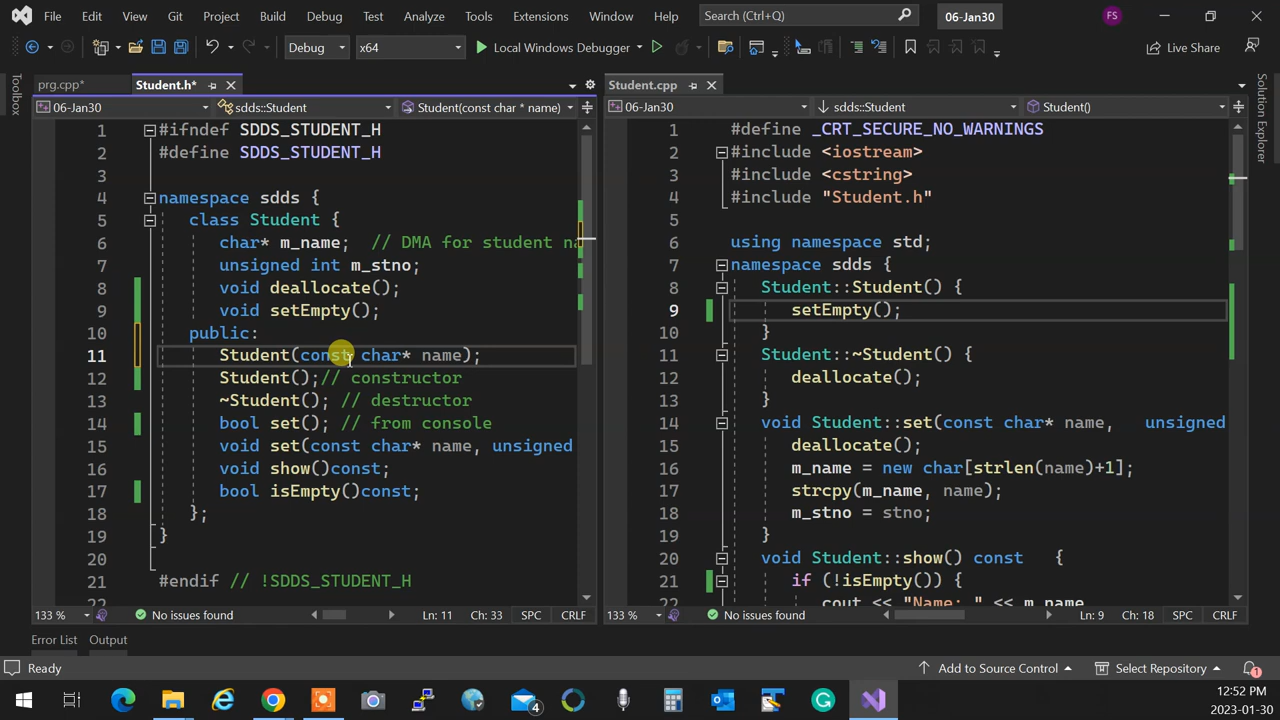 File Edit View Git Project Build Debug Test Analyze Tools Extensions Window Help Search (Ctrl+Q) 06-Jan30 FS
Debug x64 Local Windows Debugger Live Share
Toolbox
prg.cpp* Student.h*
06-Jan30 sdds::Student Student(const char * name)
1 #ifndef SDDS_STUDENT_H
2 #define SDDS_STUDENT_H
3
4 namespace sdds {
5 class Student {
6 char* m_name; // DMA for student na
7 unsigned int m_stno;
8 void deallocate();
9 void setEmpty();
10 public:
11 Student(const char* name);
12 Student();// constructor
13 ~Student(); // destructor
14 bool set(); // from console
15 void set(const char* name, unsigned
16 void show()const;
17 bool isEmpty()const;
18 };
19 }
20
21 #endif // !SDDS_STUDENT_H
22
133 % No issues found Ln: 11 Ch: 33 SPC CRLF
Student.cpp
06-Jan30 sdds::Student Student()
1 #define _CRT_SECURE_NO_WARNINGS
2 #include <iostream>
3 #include <cstring>
4 #include "Student.h"
5
6 using namespace std;
7 namespace sdds {
8 Student::Student() {
9 setEmpty();
10 }
11 Student::~Student() {
12 deallocate();
13 }
14 void Student::set(const char* name, unsigned
15 deallocate();
16 m_name = new char[strlen(name)+1];
17 strcpy(m_name, name);
18 m_stno = stno;
19 }
20 void Student::show() const {
21 if (!isEmpty()) {
22 cout << "Name: " << m_name
133 % No issues found Ln: 9 Ch: 18 SPC CRLF
Solution Explorer
Error List Output
Ready Add to Source Control Select Repository 1
4
12:52 PM
2023-01-30